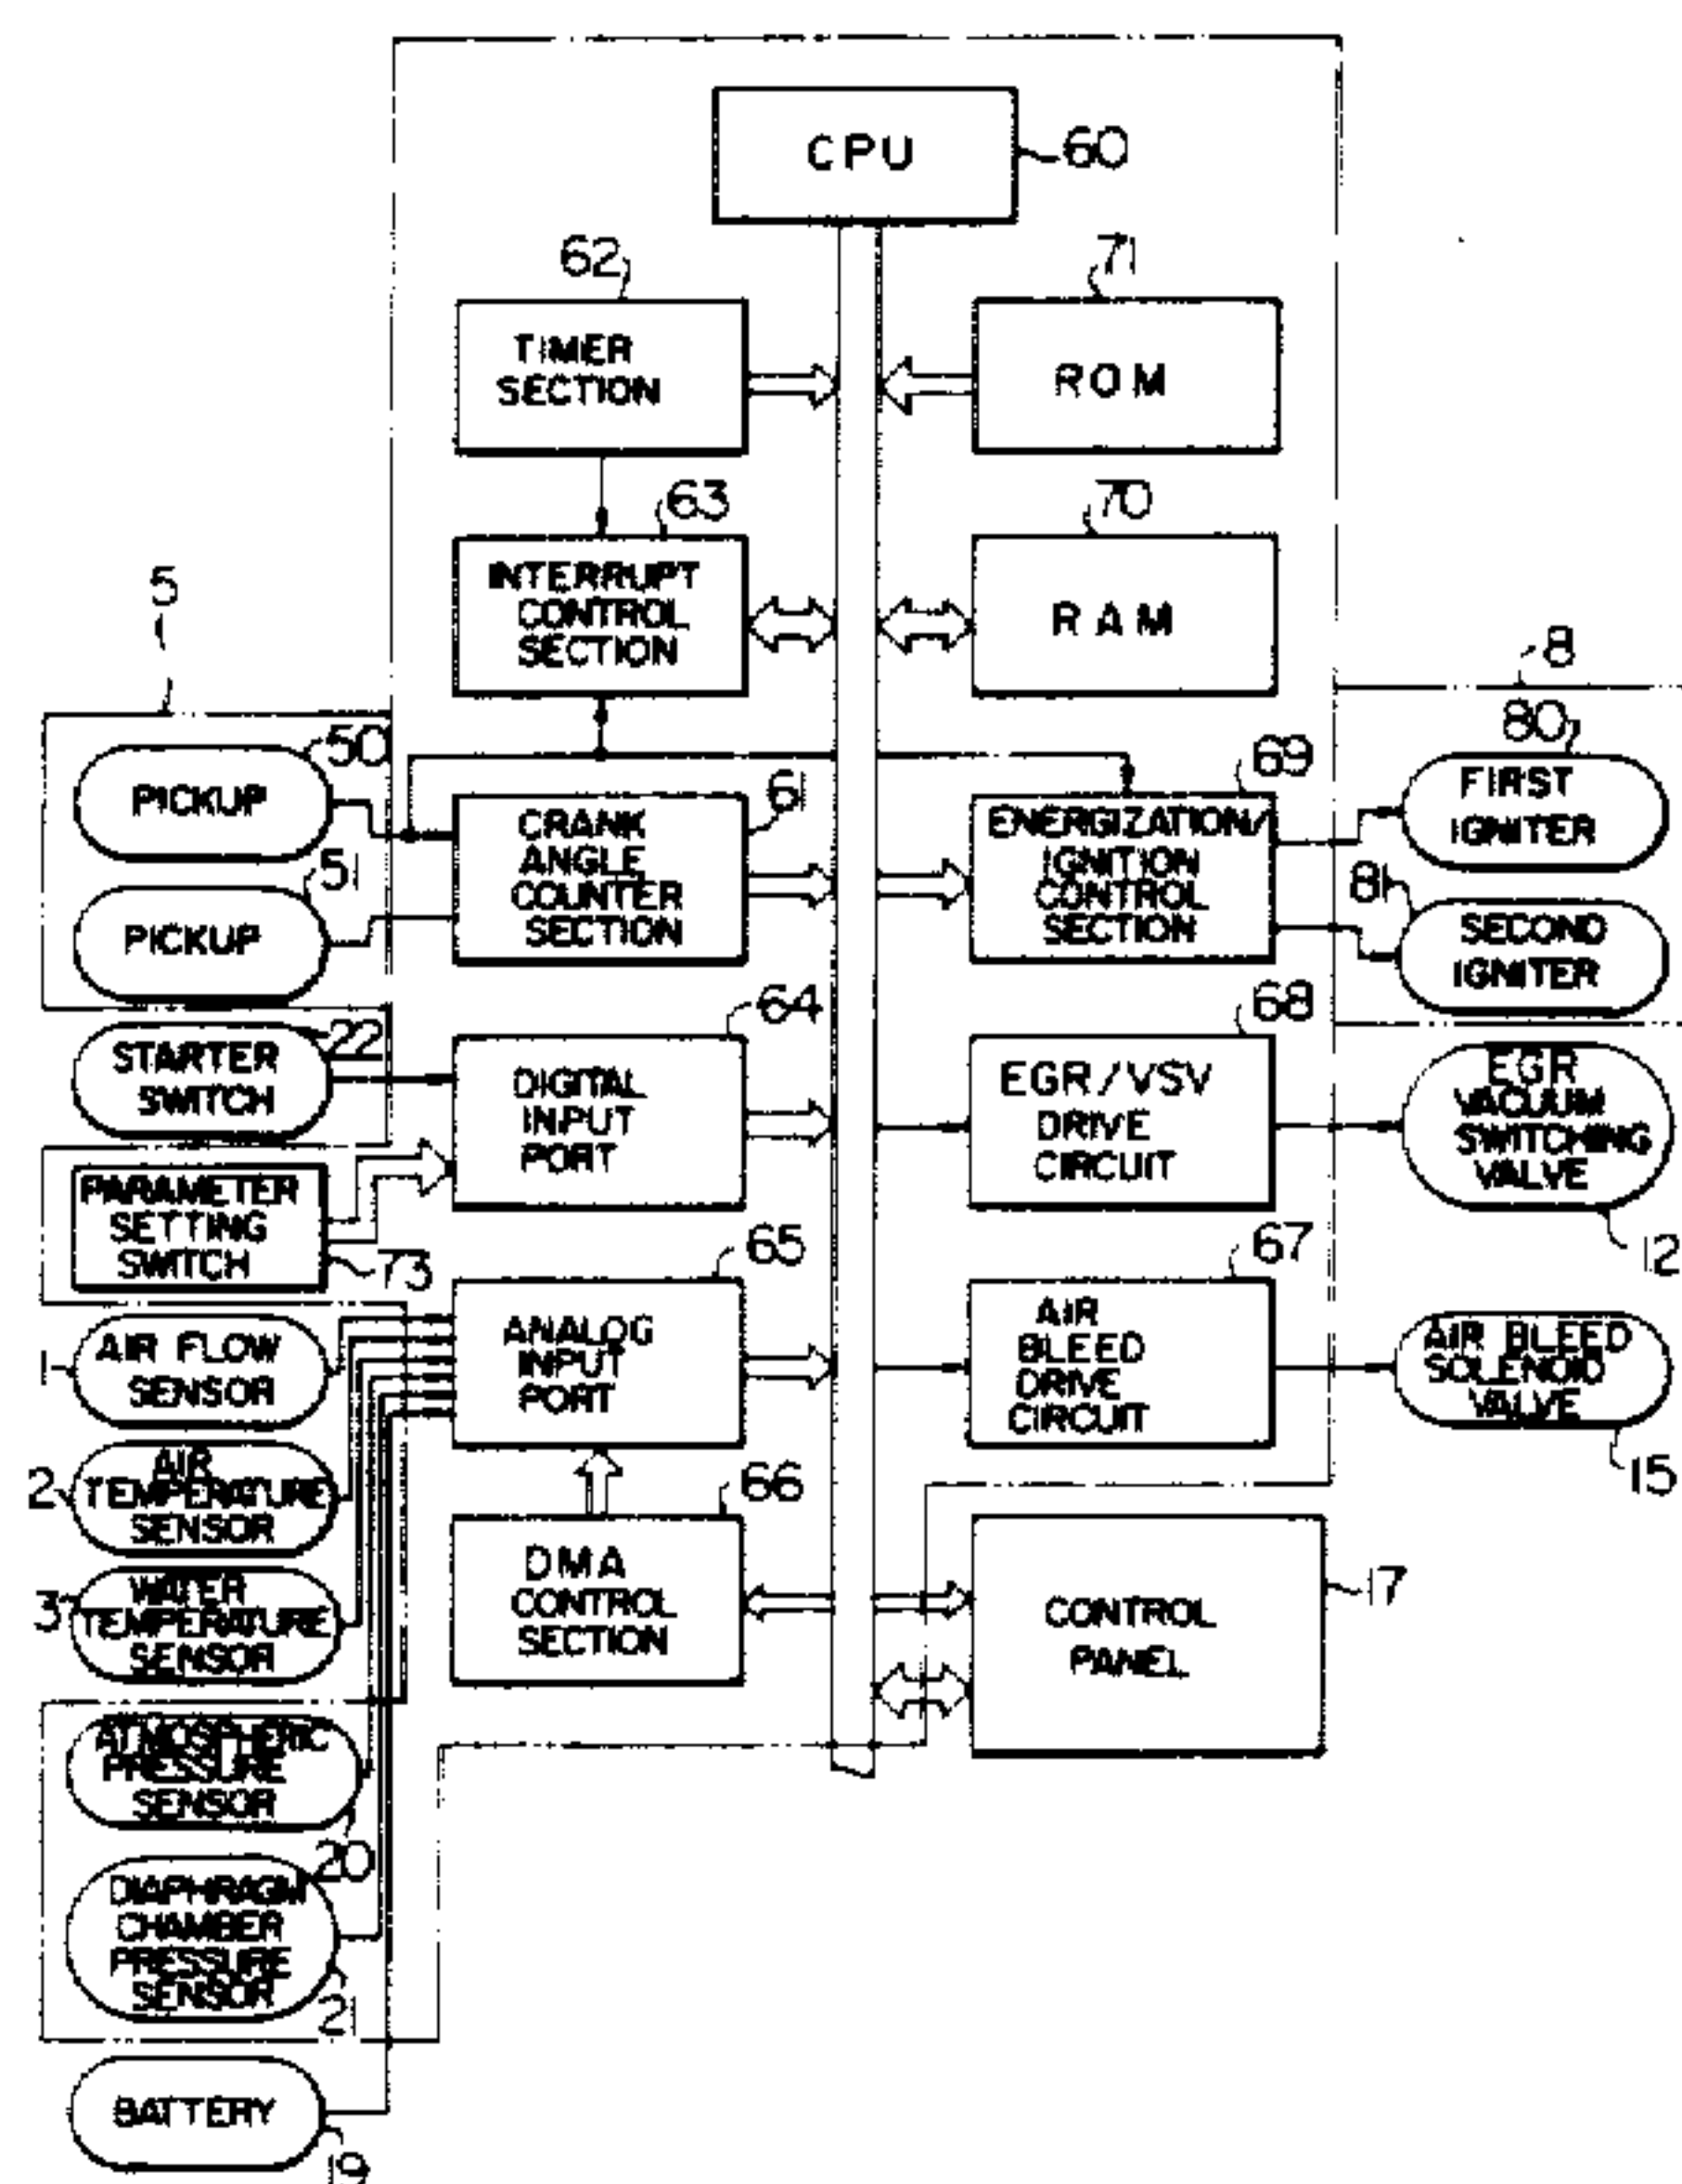 CPU
60
62
71
TIMER
SECTION
ROM
63
70
INTERRUPT
CONTROL
SECTION
RAM
5
8
50
PICKUP
61
CRANK
ANGLE
COUNTER
SECTION
69
ENERGIZATION/
IGNITION
CONTROL
SECTION
80
FIRST
IGNITER
51
PICKUP
81
SECOND
IGNITER
22
STARTER
SWITCH
64
DIGITAL
INPUT
PORT
68
EGR/VSV
DRIVE
CIRCUIT
EGR
VACUUM
SWITCHING
VALVE
12
PARAMETER
SETTING
SWITCH
73
65
ANALOG
INPUT
PORT
67
AIR
BLEED
DRIVE
CIRCUIT
AIR BLEED
SOLENOID
VALVE
15
1
AIR FLOW
SENSOR
2
AIR
TEMPERATURE
SENSOR
66
DMA
CONTROL
SECTION
17
CONTROL
PANEL
3
WATER
TEMPERATURE
SENSOR
ATMOSPHERIC
PRESSURE
SENSOR
20
DIAPHRAGM
CHAMBER
PRESSURE
SENSOR
21
BATTERY
19